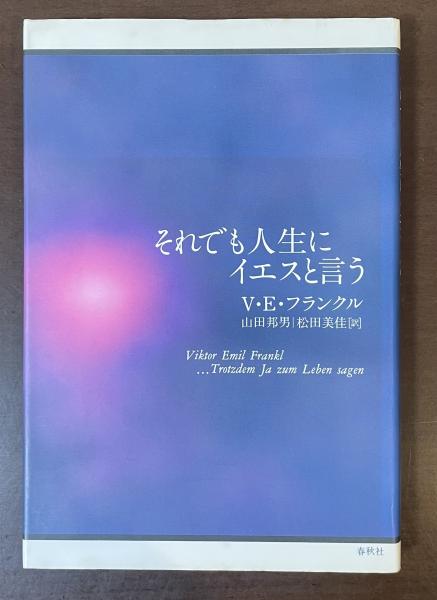 それでも人生に
イエスと言う
V・E・フランクル
山田邦男|松田美佳[訳]
Viktor Emil Frankl
...Trotzdem Ja zum Leben sagen
春秋社